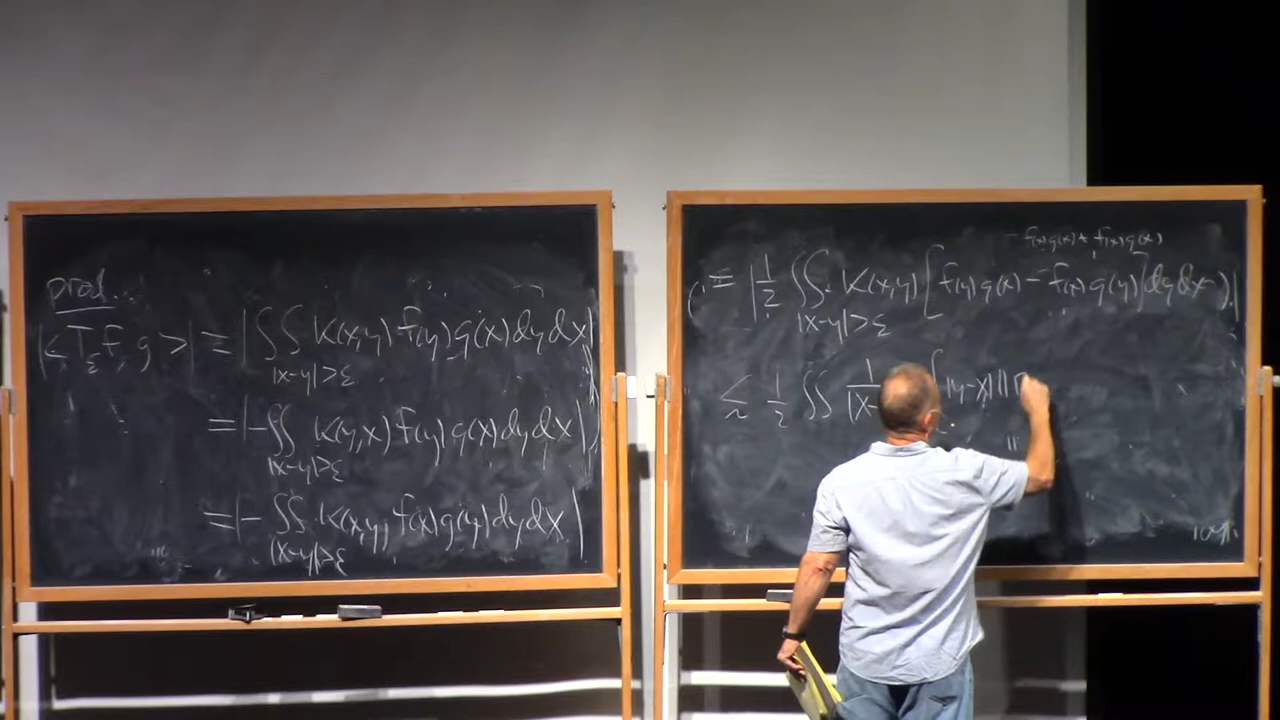 proof.
|<T_ε f, g>| = |∬_{|x-y|>ε} K(x,y) f(y) g(x) dy dx|
= |-∬_{|x-y|>ε} K(y,x) f(y) g(x) dy dx|
= |-∬_{|x-y|>ε} K(x,y) f(x) g(y) dy dx|
- f(x)g(x) + f(x)g(x)
= |½ ∬_{|x-y|>ε} K(x,y) [f(y)g(x) - f(x)g(y)] dy dx|
≲ ½ ∬ 1/|x- |y-x| ||